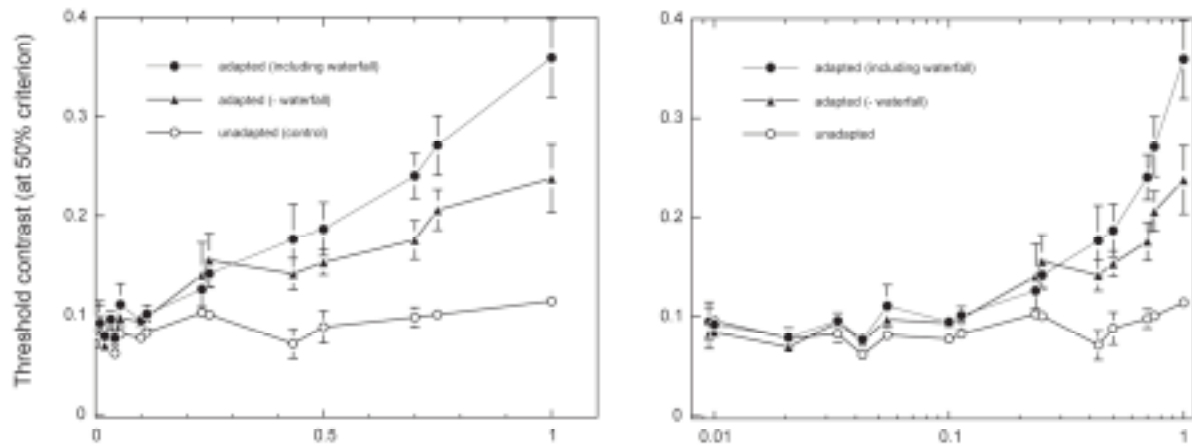 0.4
adapted (including waterfall)
adapted (- waterfall)
unadapted (control)
0.3
0.2
0.1
0
0
0.5
1
Threshold contrast (at 50% criterion)
0.4
adapted (including waterfall)
adapted (- waterfall)
unadapted
0.3
0.2
0.1
0
0.01
0.1
1